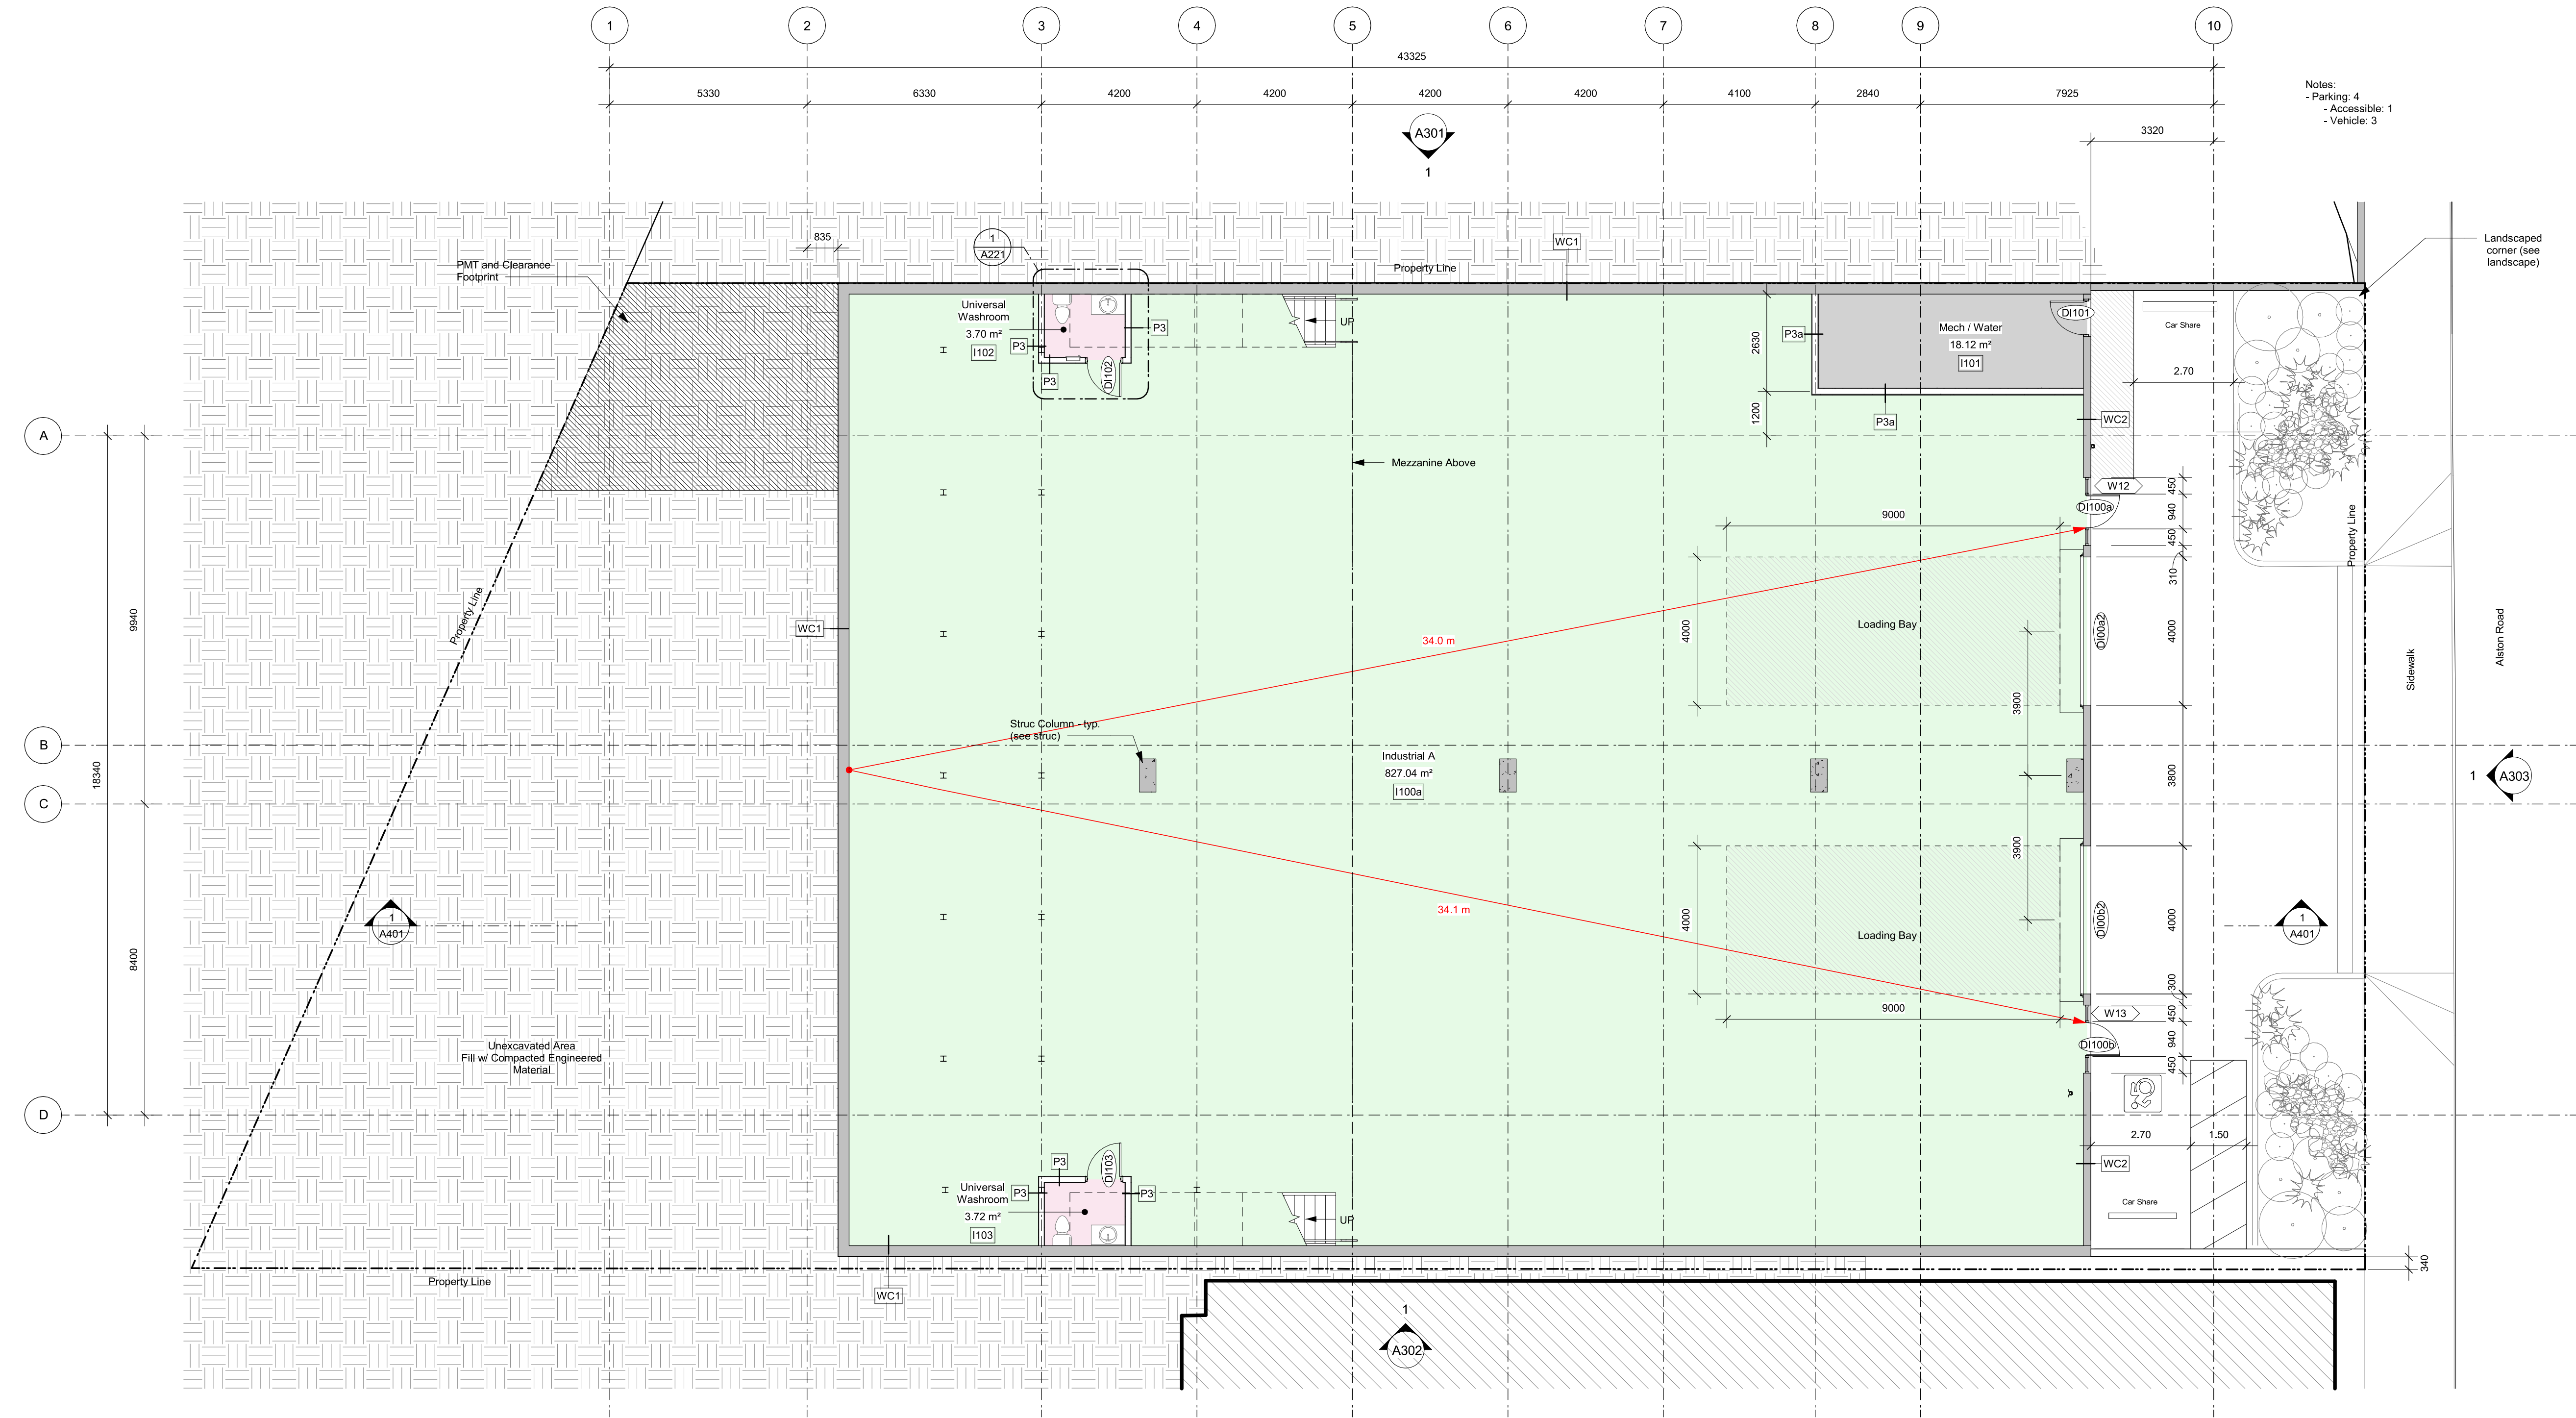 1
2
3
4
5
6
7
8
9
10
43325
5330
6330
4200
4200
4200
4200
4100
2840
7925
Notes:
- Parking: 4
- Accessible: 1
- Vehicle: 3
3320
A301
1
835
1
A221
WC1
Property Line
PMT and Clearance
Footprint
Landscaped
corner (see
landscape)
Universal
Washroom
3.70 m²
I102
P3
P3
P3
DI102
UP
2630
1200
P3a
Mech / Water
18.12 m²
I101
P3a
DI101
Car Share
2.70
WC2
A
Mezzanine Above
W12
DI100a
450
940
450
310
9000
4000
Loading Bay
DI00a2
4000
Property Line
Sidewalk
Alston Road
9940
18340
8400
Property Line
WC1
34.0 m
3900
3900
B
Struc Column - typ.
(see struc)
Industrial A
827.04 m²
I100a
3800
1
A303
C
34.1 m
4000
Loading Bay
DI00b2
4000
9000
1
A401
1
A401
300
450
940
450
W13
DI100b
Unexcavated Area
Fill w/ Compacted Engineered
Material
D
2.70
1.50
WC2
Car Share
P3
DI103
Universal
Washroom
3.72 m²
I103
P3
P3
UP
340
Property Line
WC1
1
A302